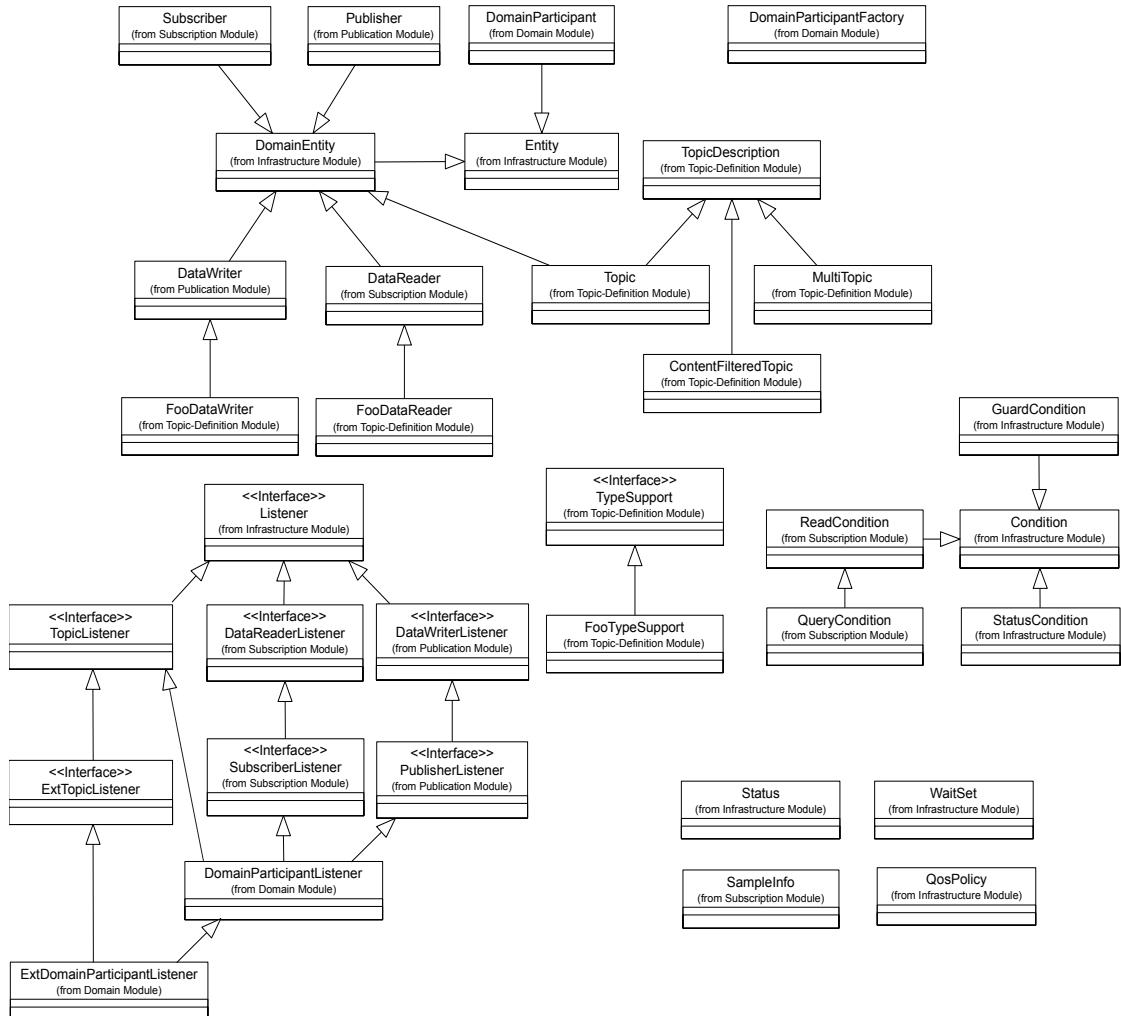 Subscriber
(from Subscription Module)
Publisher
(from Publication Module)
DomainParticipant
(from Domain Module)
DomainParticipantFactory
(from Domain Module)
DomainEntity
(from Infrastructure Module)
Entity
(from Infrastructure Module)
TopicDescription
(from Topic-Definition Module)
DataWriter
(from Publication Module)
DataReader
(from Subscription Module)
Topic
(from Topic-Definition Module)
MultiTopic
(from Topic-Definition Module)
ContentFilteredTopic
(from Topic-Definition Module)
FooDataWriter
(from Topic-Definition Module)
FooDataReader
(from Topic-Definition Module)
GuardCondition
(from Infrastructure Module)
<<Interface>>
Listener
(from Infrastructure Module)
<<Interface>>
TypeSupport
(from Topic-Definition Module)
ReadCondition
(from Subscription Module)
Condition
(from Infrastructure Module)
<<Interface>>
TopicListener
<<Interface>>
DataReaderListener
(from Subscription Module)
<<Interface>>
DataWriterListener
(from Publication Module)
FooTypeSupport
(from Topic-Definition Module)
QueryCondition
(from Subscription Module)
StatusCondition
(from Infrastructure Module)
<<Interface>>
ExtTopicListener
<<Interface>>
SubscriberListener
(from Subscription Module)
<<Interface>>
PublisherListener
(from Publication Module)
Status
(from Infrastructure Module)
WaitSet
(from Infrastructure Module)
DomainParticipantListener
(from Domain Module)
SampleInfo
(from Subscription Module)
QosPolicy
(from Infrastructure Module)
ExtDomainParticipantListener
(from Domain Module)